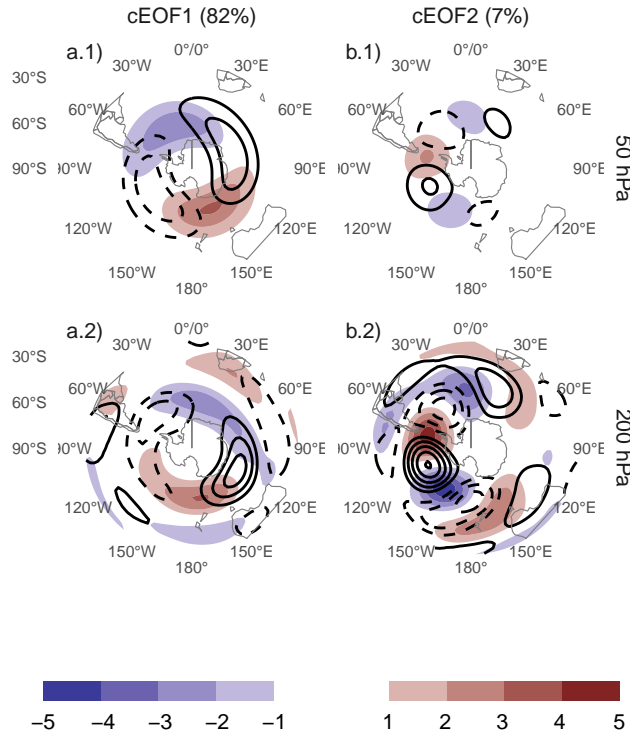 cEOF1 (82%) cEOF2 (7%)
a.1) 0°/0° b.1) 0°/0°
30°W 30°E 30°W 30°E
30°S
60°W 60°E 60°W 60°E
60°S
90°S 90°W 90°E 90°W 90°E
120°W 120°E 120°W 120°E
150°W 150°E 150°W 150°E
180° 180°
50 hPa
a.2) 0°/0° b.2) 0°/0°
30°W 30°E 30°W 30°E
30°S
60°W 60°E 60°W 60°E
60°S
90°S 90°W 90°E 90°W 90°E
120°W 120°E 120°W 120°E
150°W 150°E 150°W 150°E
180° 180°
200 hPa
−5 −4 −3 −2 −1 1 2 3 4 5